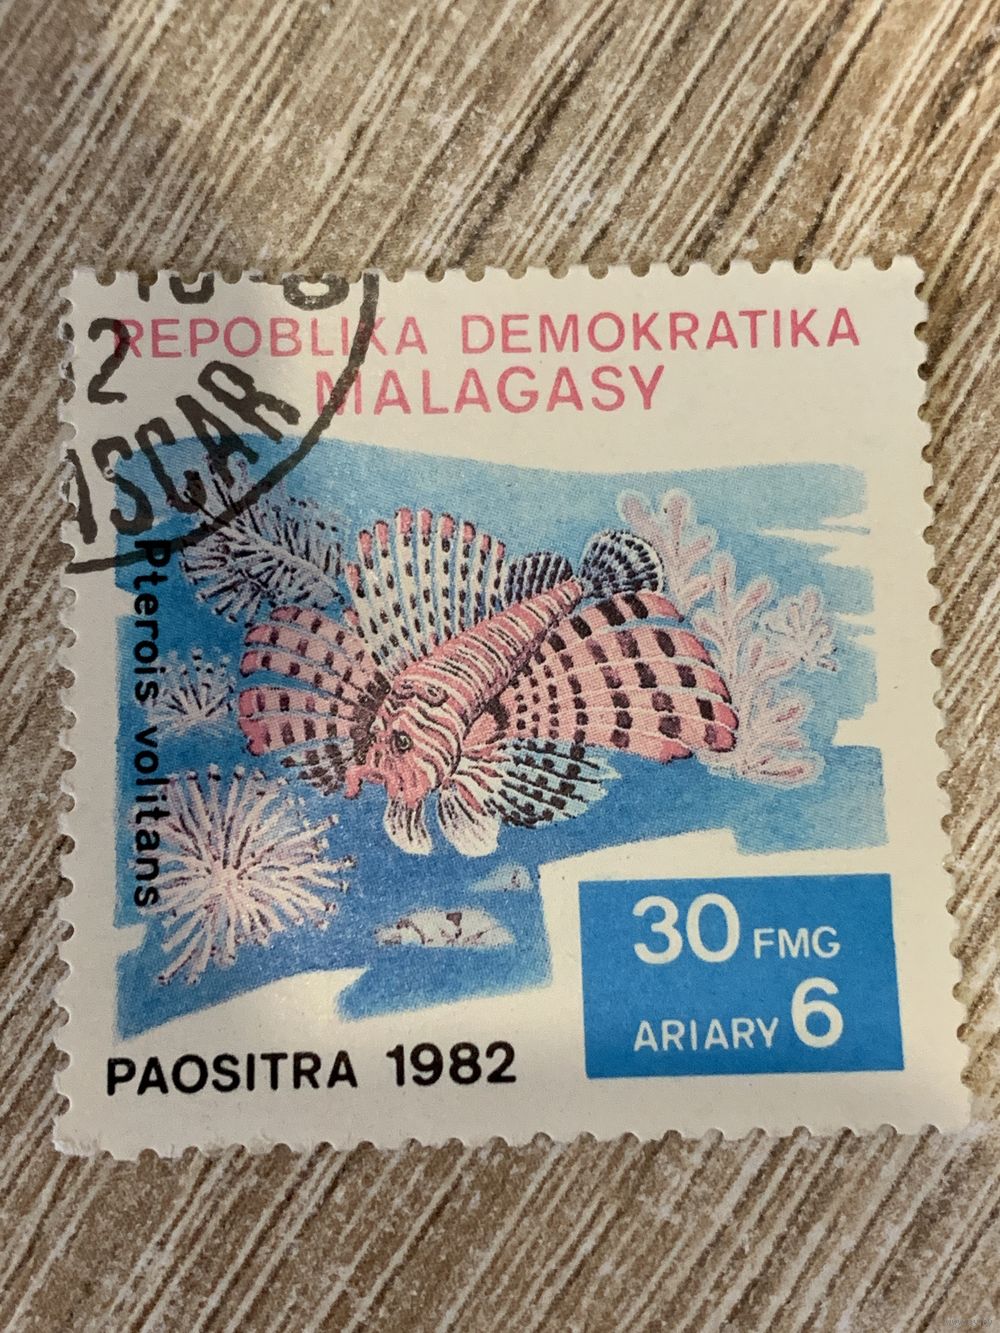 REPOBLIKA DEMOKRATIKA
MALAGASY
Pterois volitans
30 FMG
ARIARY 6
PAOSITRA 1982